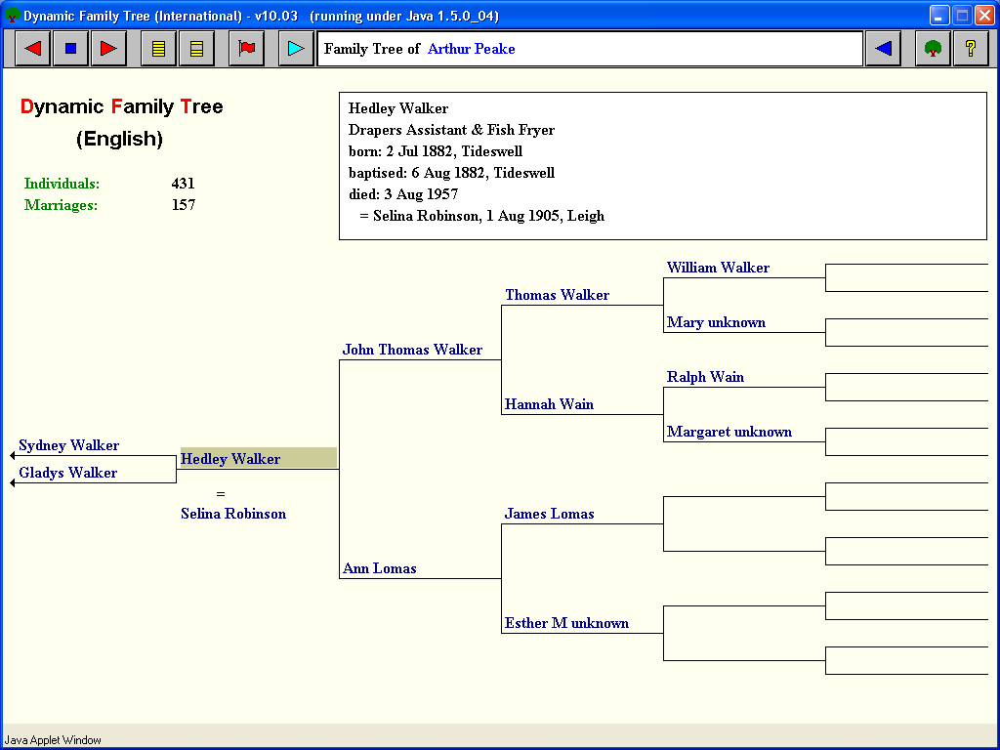 Dynamic Family Tree (International) - v10.03 (running under Java 1.5.0_04)
Family Tree of Arthur Peake
?
Dynamic Family Tree
(English)
Individuals: 431
Marriages: 157
Hedley Walker
Drapers Assistant & Fish Fryer
born: 2 Jul 1882, Tideswell
baptised: 6 Aug 1882, Tideswell
died: 3 Aug 1957
= Selina Robinson, 1 Aug 1905, Leigh
William Walker
Thomas Walker
Mary unknown
John Thomas Walker
Ralph Wain
Hannah Wain
Margaret unknown
Sydney Walker
Hedley Walker
Gladys Walker
=
Selina Robinson
James Lomas
Ann Lomas
Esther M unknown
Java Applet Window